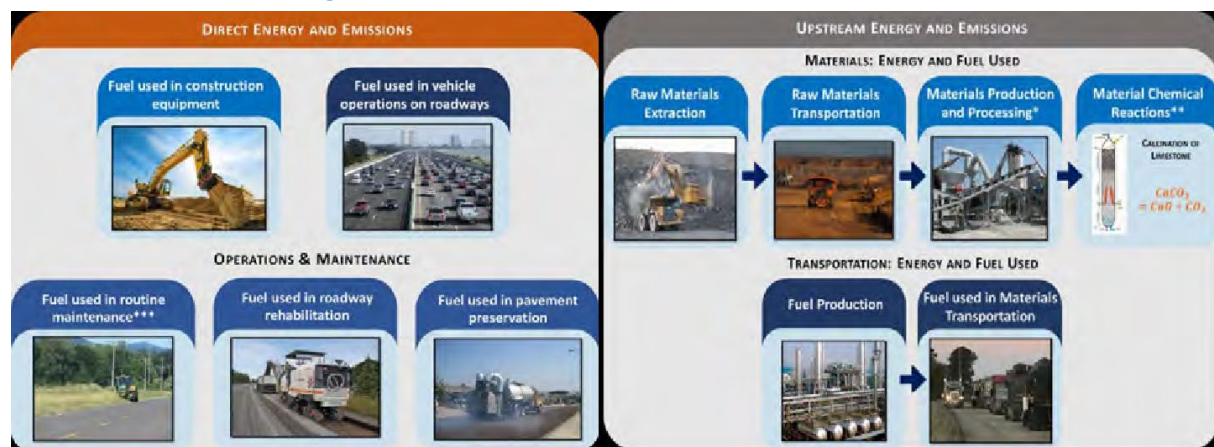 DIRECT ENERGY AND EMISSIONS
Fuel used in construction
equipment
Fuel used in vehicle
operations on roadways
OPERATIONS & MAINTENANCE
Fuel used in routine
maintenance***
Fuel used in roadway
rehabilitation
Fuel used in pavement
preservation
UPSTREAM ENERGY AND EMISSIONS
MATERIALS: ENERGY AND FUEL USED
Raw Materials
Extraction
Raw Materials
Transportation
Materials Production
and Processing*
Material Chemical
Reactions**
CALCINATION OF
LIMESTONE
CaCO₃
= CaO + CO₂
TRANSPORTATION: ENERGY AND FUEL USED
Fuel Production
Fuel used in Materials
Transportation